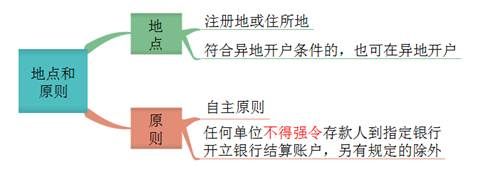 地点和
原则
地
点
注册地或住所地
符合异地开户条件的，也可在异地开户
原
则
自主原则
任何单位不得强令存款人到指定银行
开立银行结算账户，另有规定的除外